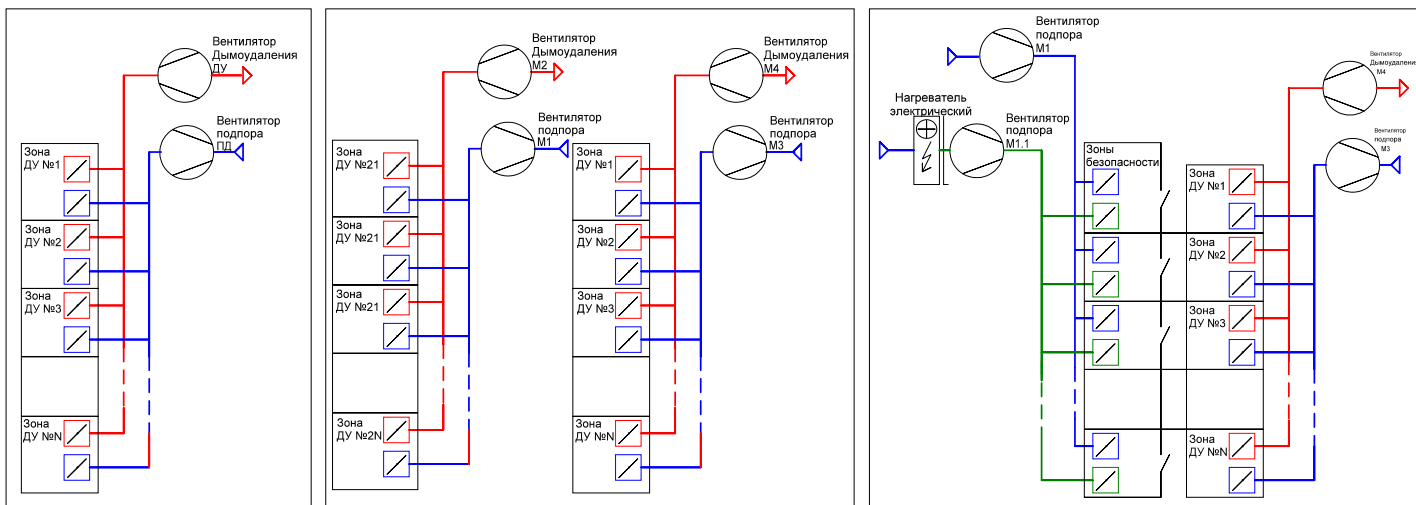 Вентилятор
Дымоудаления
ДУ
Вентилятор
подпора
ПД
Зона
ДУ №1
Зона
ДУ №2
Зона
ДУ №3
Зона
ДУ №N
Вентилятор
Дымоудаления
М2
Вентилятор
подпора
М1
Зона
ДУ №21
Зона
ДУ №21
Зона
ДУ №21
Зона
ДУ №2N
Вентилятор
Дымоудаления
М4
Вентилятор
подпора
М3
Зона
ДУ №1
Зона
ДУ №2
Зона
ДУ №3
Зона
ДУ №N
Вентилятор
подпора
М1
Нагреватель
электрический
Вентилятор
подпора
М1.1
Зоны
безопасности
Вентилятор
Дымоудаления
М4
Вентилятор
подпора
М3
Зона
ДУ №1
Зона
ДУ №2
Зона
ДУ №3
Зона
ДУ №N